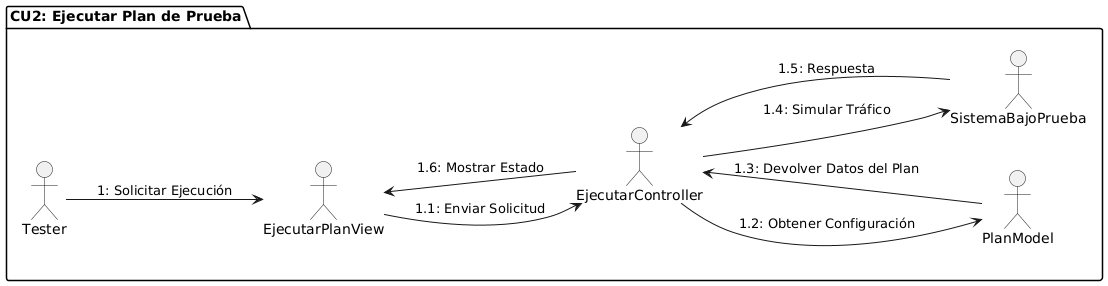 CU2: Ejecutar Plan de Prueba
1.5: Respuesta
1.4: Simular Tráfico
SistemaBajoPrueba
1.6: Mostrar Estado
1.3: Devolver Datos del Plan
1: Solicitar Ejecución
EjecutarController
1.1: Enviar Solicitud
1.2: Obtener Configuración
Tester
EjecutarPlanView
PlanModel